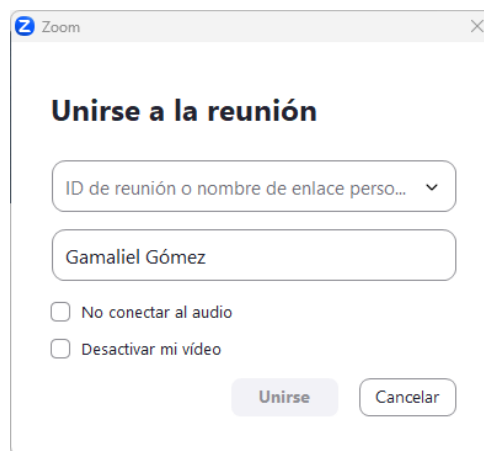 Zoom
Unirse a la reunión
ID de reunión o nombre de enlace perso...
Gamaliel Gómez
No conectar al audio
Desactivar mi vídeo
Unirse
Cancelar